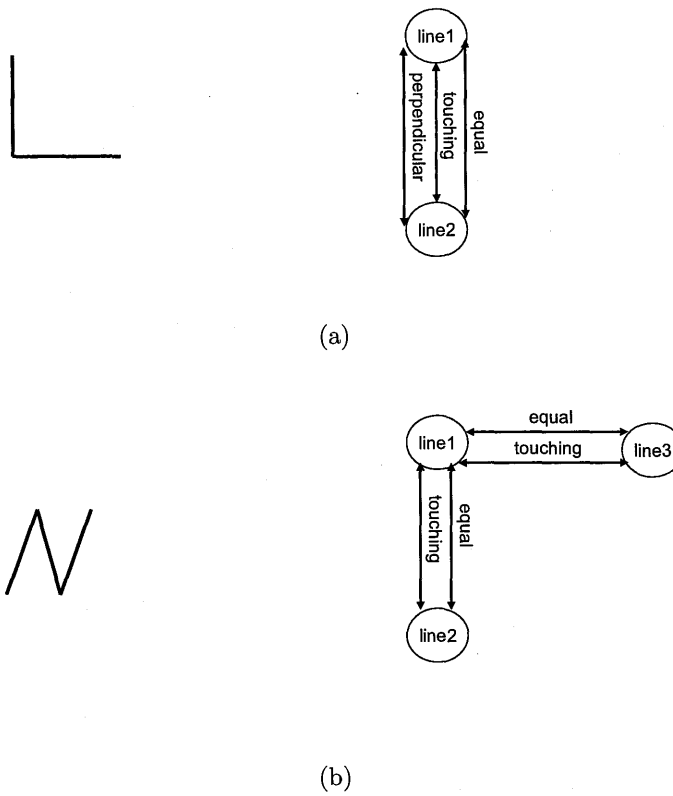 line1
perpendicular
touching
equal
line2
(a)
equal
line1
touching
line3
touching
equal
line2
(b)